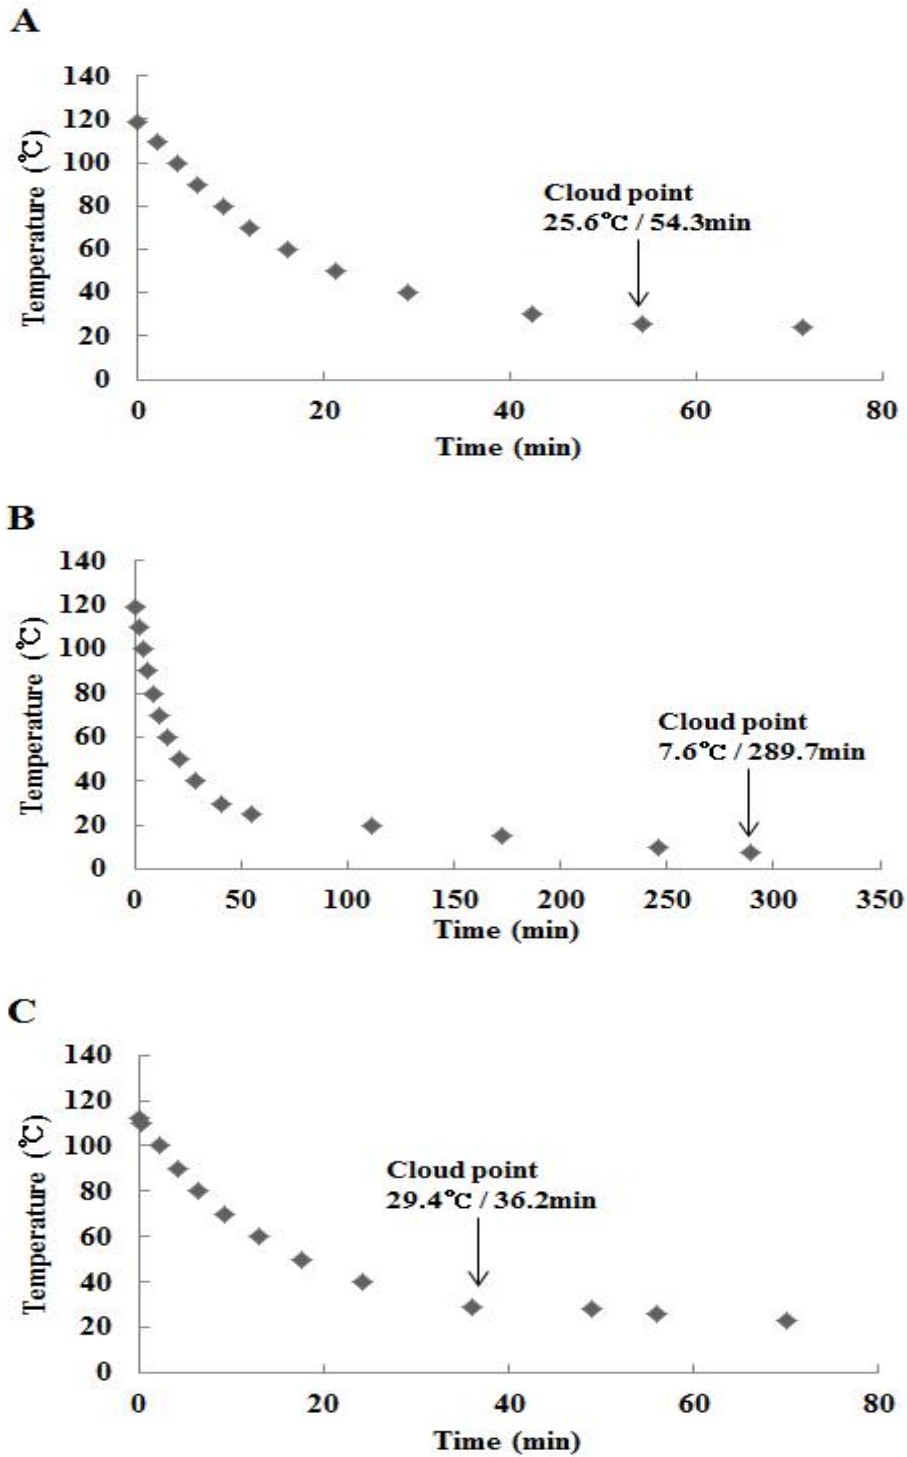 A
140
120
100
80
60
40
20
0
Temperature (℃)
Cloud point
25.6℃ / 54.3min
0 20 40 60 80
Time (min)
B
140
120
100
80
60
40
20
0
Temperature (℃)
Cloud point
7.6℃ / 289.7min
0 50 100 150 200 250 300 350
Time (min)
C
140
120
100
80
60
40
20
0
Temperature (℃)
Cloud point
29.4℃ / 36.2min
0 20 40 60 80
Time (min)